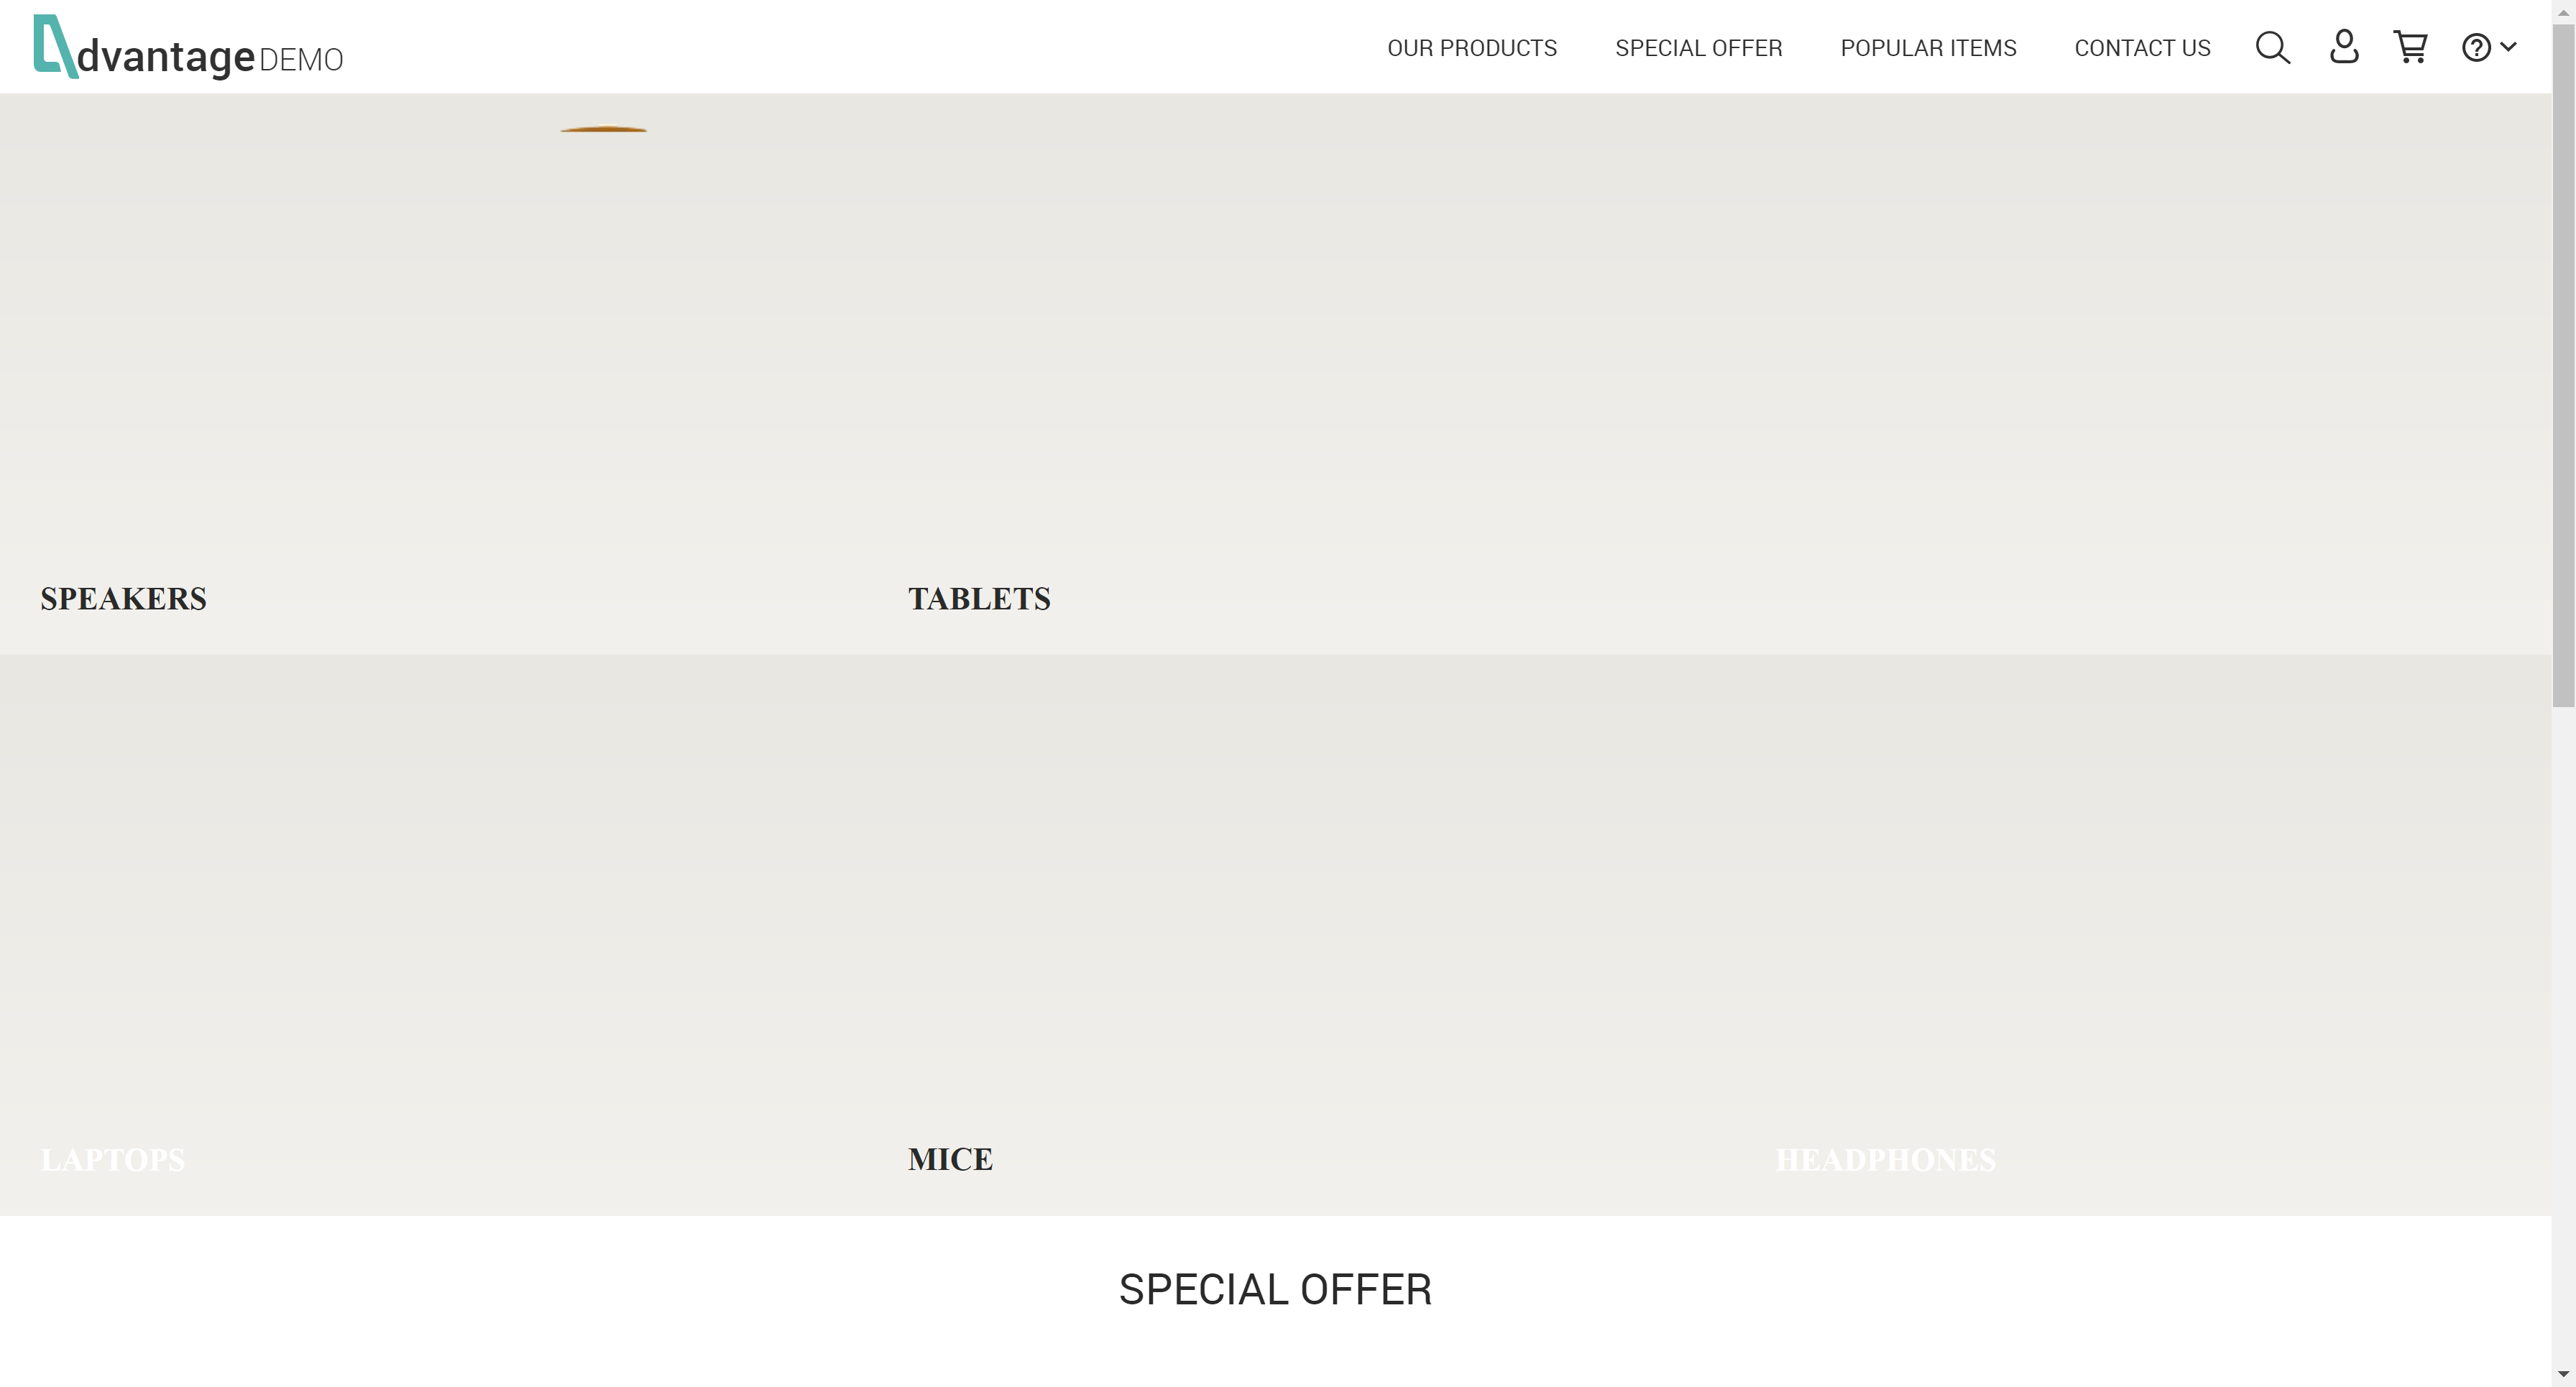 dvantage DEMO
OUR PRODUCTS SPECIAL OFFER POPULAR ITEMS CONTACT US
SPEAKERS TABLETS
LAPTOPS MICE HEADPHONES
SPECIAL OFFER